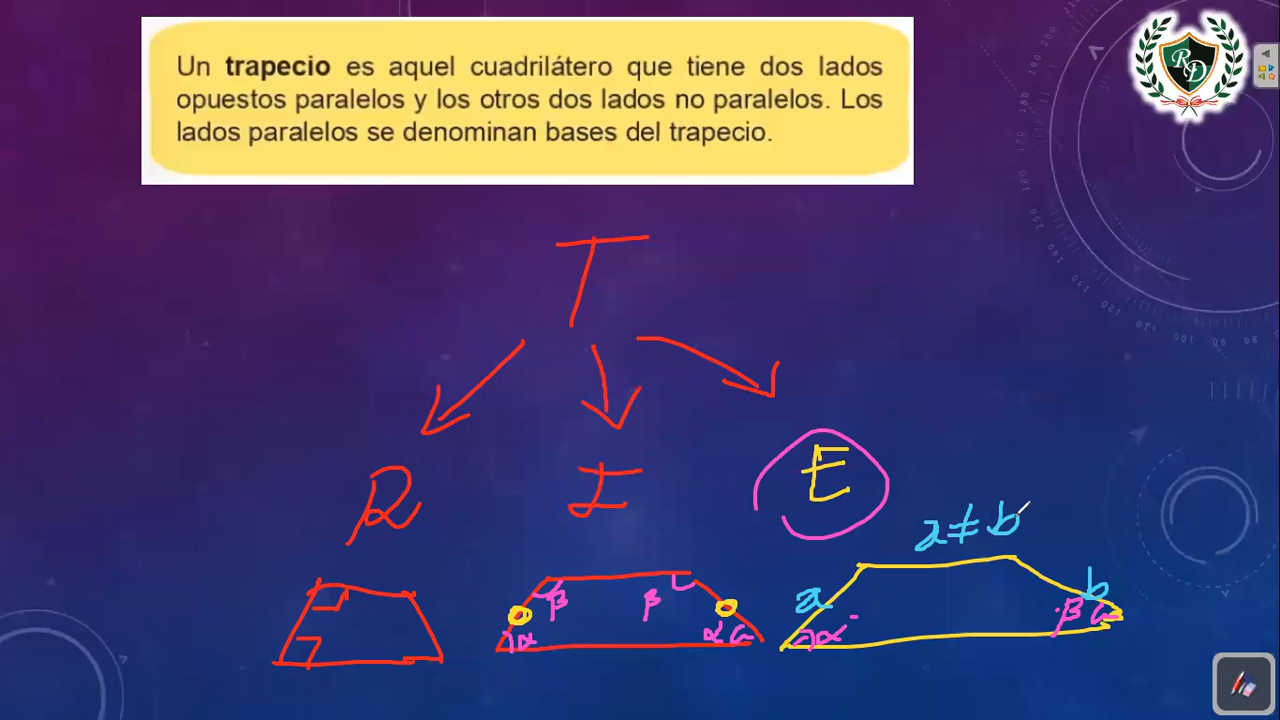 Un trapecio es aquel cuadrilátero que tiene dos lados
opuestos paralelos y los otros dos lados no paralelos. Los
lados paralelos se denominan bases del trapecio.
RD
T
R
I
E
a ≠ b
β β
α α
a b
α β